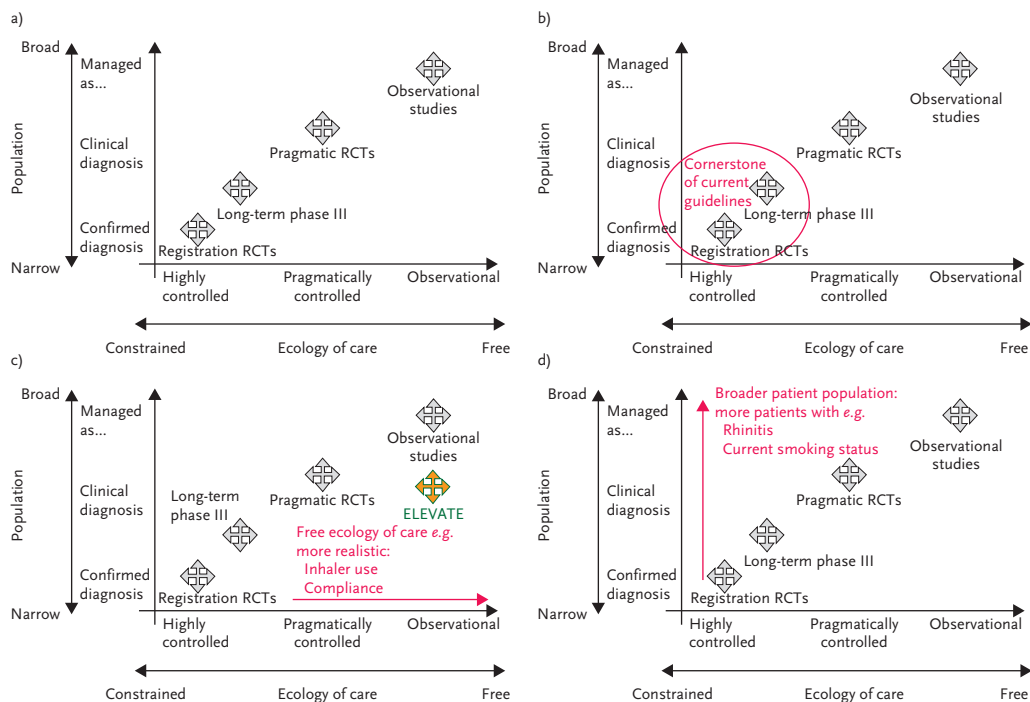 a)
Broad
Managed
as...
Observational
studies
Population
Clinical
diagnosis
Pragmatic RCTs
Long-term phase III
Confirmed
diagnosis
Registration RCTs
Narrow
Highly
controlled
Pragmatically
controlled
Observational
Constrained
Ecology of care
Free
b)
Broad
Managed
as...
Observational
studies
Population
Clinical
diagnosis
Pragmatic RCTs
Cornerstone
of current
guidelines
Long-term phase III
Confirmed
diagnosis
Registration RCTs
Narrow
Highly
controlled
Pragmatically
controlled
Observational
Constrained
Ecology of care
Free
c)
Broad
Managed
as...
Observational
studies
Population
Clinical
diagnosis
Long-term
phase III
Pragmatic RCTs
ELEVATE
Free ecology of care e.g.
more realistic:
Inhaler use
Compliance
Confirmed
diagnosis
Registration RCTs
Narrow
Highly
controlled
Pragmatically
controlled
Observational
Constrained
Ecology of care
Free
d)
Broad
Managed
as...
Broader patient population:
more patients with e.g.
Rhinitis
Current smoking status
Observational
studies
Population
Clinical
diagnosis
Pragmatic RCTs
Long-term phase III
Confirmed
diagnosis
Registration RCTs
Narrow
Highly
controlled
Pragmatically
controlled
Observational
Constrained
Ecology of care
Free